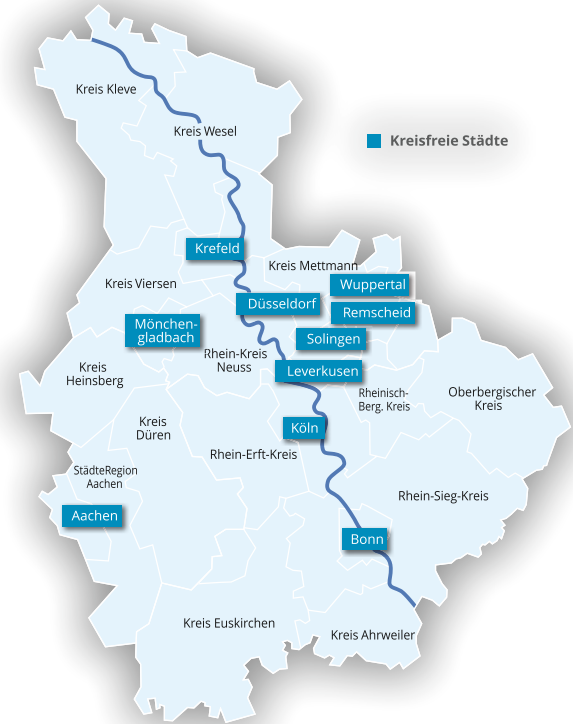 Kreis Kleve
Kreis Wesel
Kreisfreie Städte
Krefeld
Kreis Mettmann
Kreis Viersen
Wuppertal
Düsseldorf
Remscheid
Mönchen-
gladbach
Solingen
Rhein-Kreis
Neuss
Leverkusen
Kreis
Heinsberg
Rheinisch-
Berg. Kreis
Oberbergischer
Kreis
Kreis
Düren
Köln
Rhein-Erft-Kreis
StädteRegion
Aachen
Rhein-Sieg-Kreis
Aachen
Bonn
Kreis Euskirchen
Kreis Ahrweiler